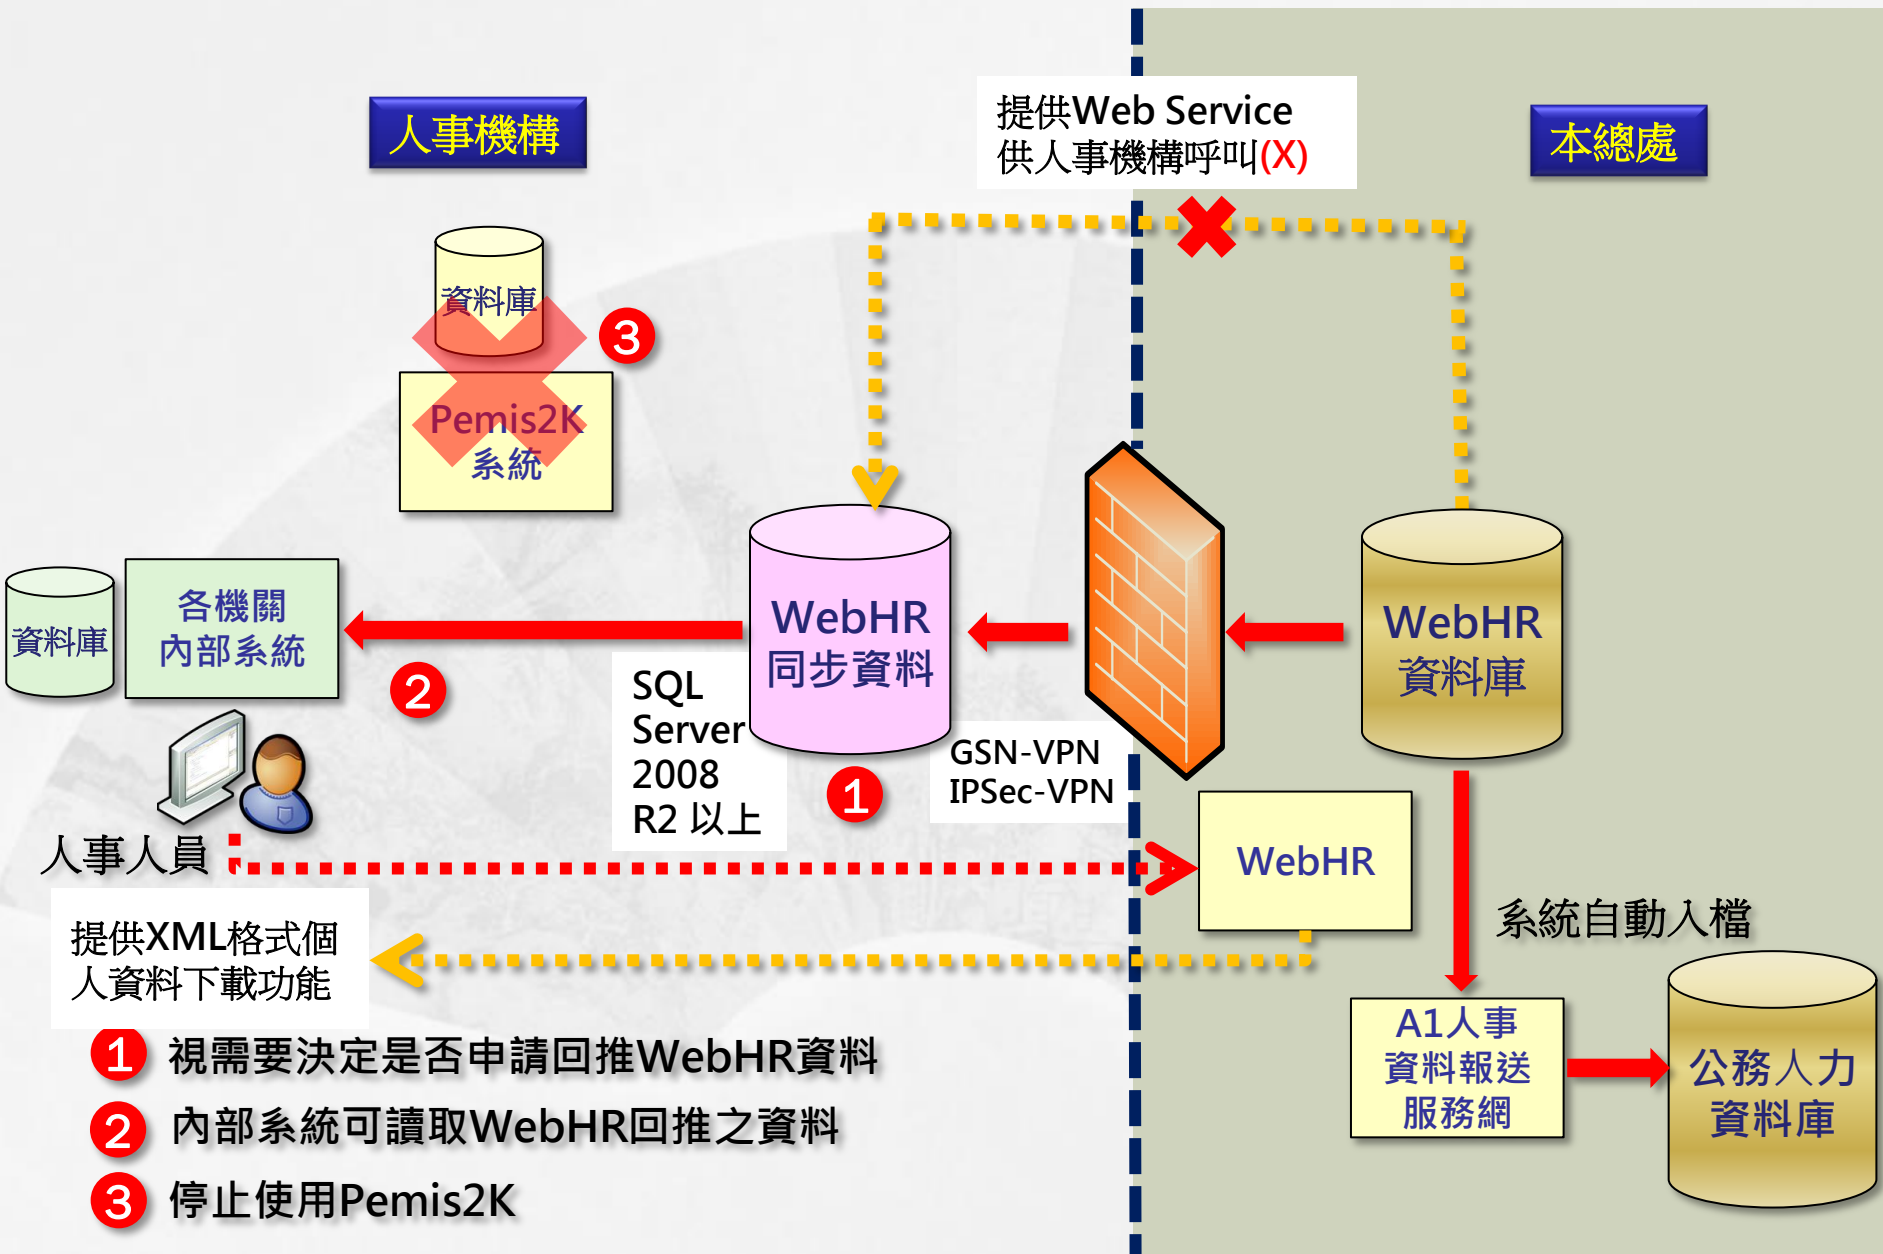 人事機構
提供Web Service
供人事機構呼叫(X)
本總處
資料庫
3
Pemis2K
系統
資料庫
各機關
內部系統
2
SQL
Server
2008
R2 以上
WebHR
同步資料
1
GSN-VPN
IPSec-VPN
WebHR
資料庫
人事人員
WebHR
提供XML格式個
人資料下載功能
系統自動入檔
A1人事
資料報送
服務網
公務人力
資料庫
1 視需要決定是否申請回推WebHR資料
2 內部系統可讀取WebHR回推之資料
3 停止使用Pemis2K